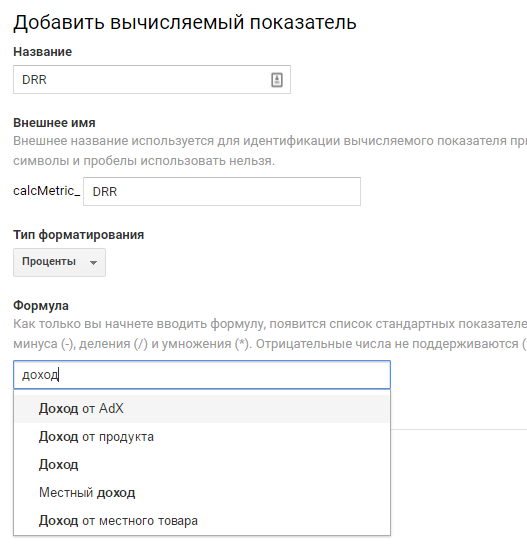 Добавить вычисляемый показатель
Название
DRR
Внешнее имя
Внешнее название используется для идентификации вычисляемого показателя при
символы и пробелы использовать нельзя.
calcMetric_ DRR
Тип форматирования
Проценты
Формула
Как только вы начнете вводить формулу, появится список стандартных показателе
минуса (-), деления (/) и умножения (*). Отрицательные числа не поддерживаются (
доход
Доход от AdX
Доход от продукта
Доход
Местный доход
Доход от местного товара